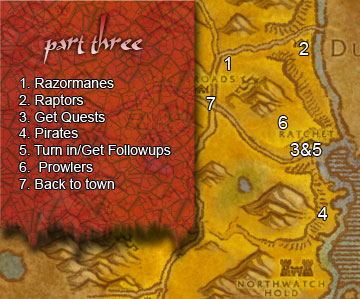 part three
1. Razormanes
2. Raptors
3. Get Quests
4. Pirates
5. Turn in/Get Followups
6. Prowlers
7. Back to town
1
2
ROADS
7
6
RATCHET
3&5
4
NORTHWATCH
HOLD